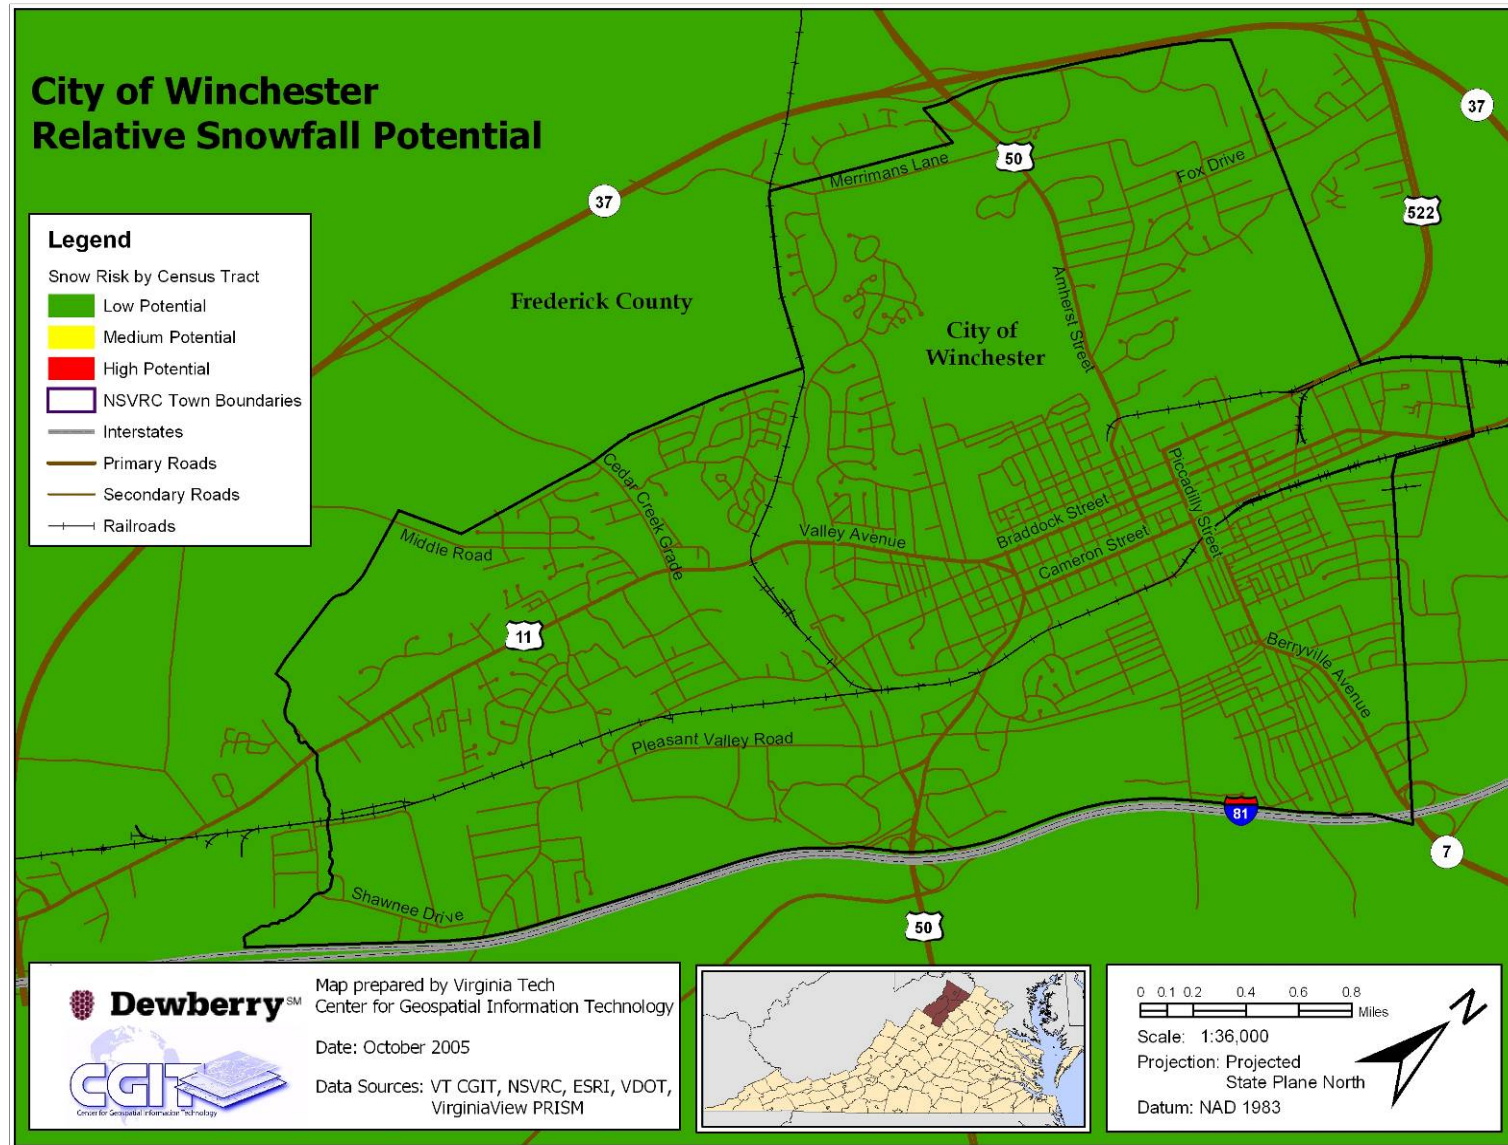 City of Winchester
Relative Snowfall Potential
37
50
Merrimans Lane
Fox Drive
37
522
Legend
Snow Risk by Census Tract
Low Potential
Medium Potential
High Potential
NSVRC Town Boundaries
Interstates
Primary Roads
Secondary Roads
Railroads
Frederick County
City of
Winchester
Amherst Street
Cedar Creek Grade
Middle Road
Valley Avenue
Braddock Street
Cameron Street
Piccadilly Street
11
Berryville Avenue
Pleasant Valley Road
81
7
Shawnee Drive
50
Dewberry SM
CGIT
Center for Geospatial Information Technology
Map prepared by Virginia Tech
Center for Geospatial Information Technology
Date: October 2005
Data Sources: VT CGIT, NSVRC, ESRI, VDOT,
VirginiaView PRISM
0 0.1 0.2 0.4 0.6 0.8
Miles
Scale: 1:36,000
Projection: Projected
State Plane North
Datum: NAD 1983
N